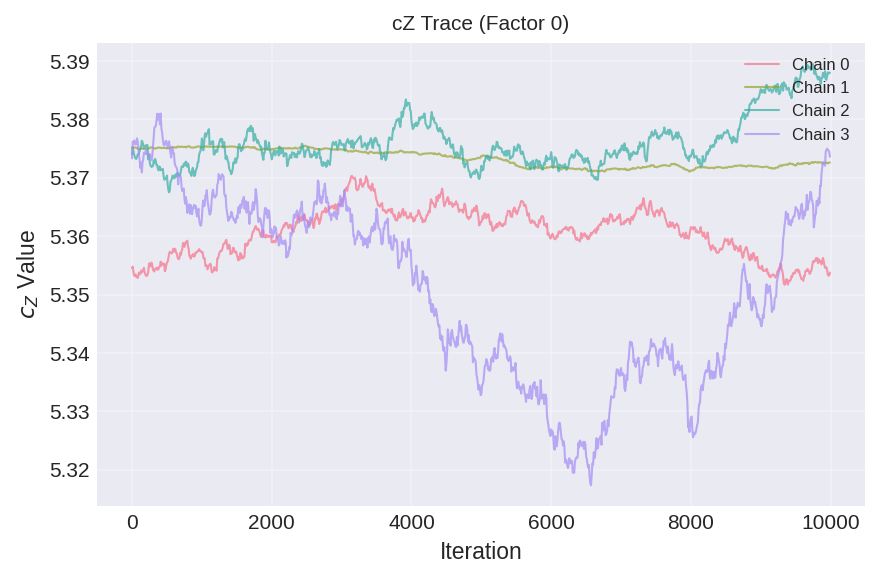 cZ Trace (Factor 0)
5.39
5.38
5.37
5.36
5.35
5.34
5.33
5.32
cZ Value
0
2000
4000
6000
8000
10000
Iteration
Chain 0
Chain 1
Chain 2
Chain 3